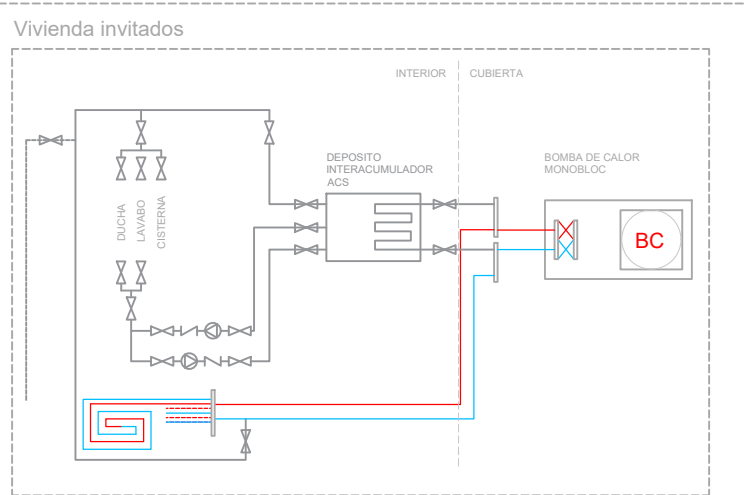 Vivienda invitados
INTERIOR
CUBIERTA
DEPOSITO
INTERACUMULADOR
ACS
BOMBA DE CALOR
MONOBLOC
DUCHA
LAVABO
CISTERNA
BC